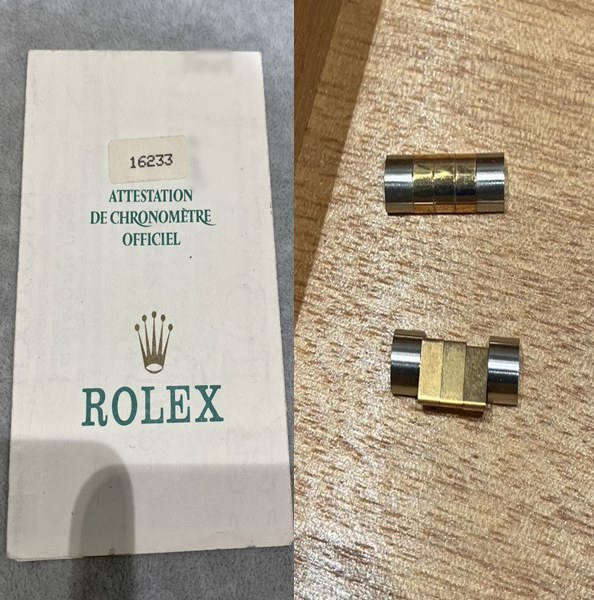 16233
ATTESTATION
DE CHRONOMÈTRE
OFFICIEL
ROLEX